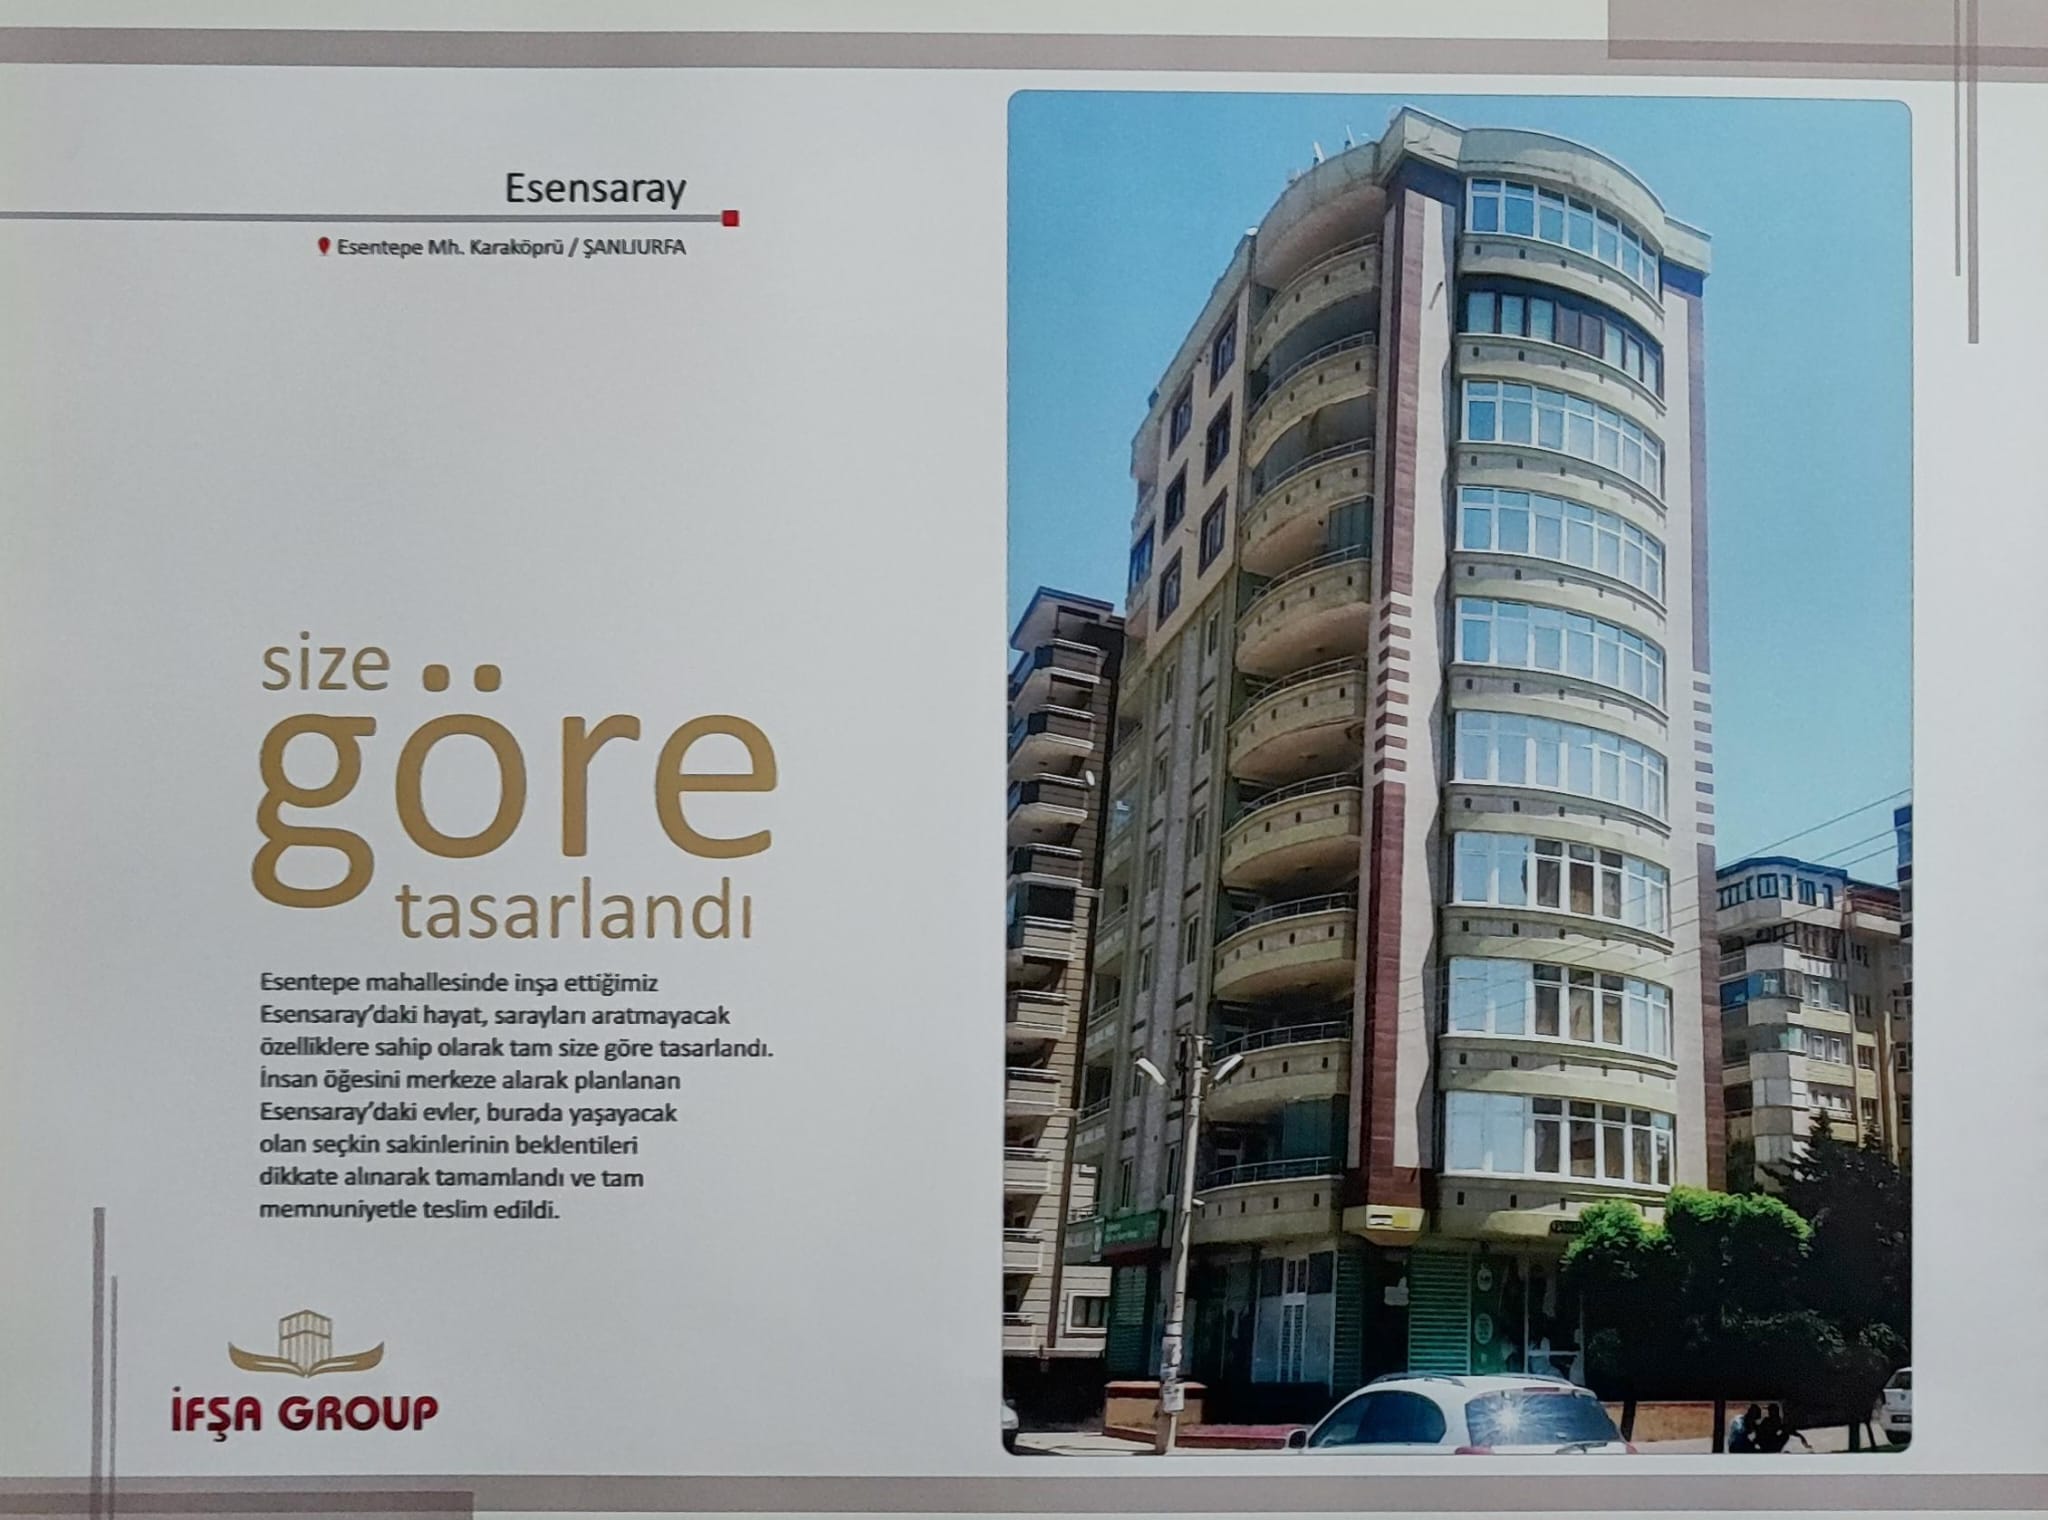 Esensaray
Esentepe Mh. Karaköprü / ŞANLIURFA
size
göre
tasarlandı
Esentepe mahallesinde inşa ettiğimiz
Esensaray’daki hayat, sarayları aratmayacak
özelliklere sahip olarak tam size göre tasarlandı.
İnsan öğesini merkeze alarak planlanan
Esensaray’daki evler, burada yaşayacak
olan seçkin sakinlerinin beklentileri
dikkate alınarak tamamlandı ve tam
memnuniyetle teslim edildi.
İFŞA GROUP